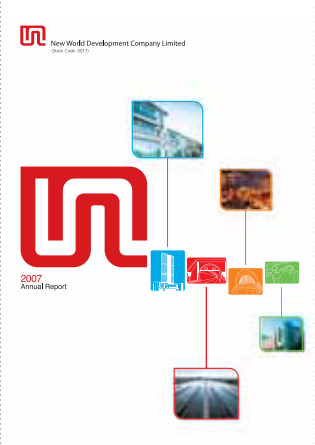 New World Development Company Limited
(Stock Code: 0017)
2007
Annual Report